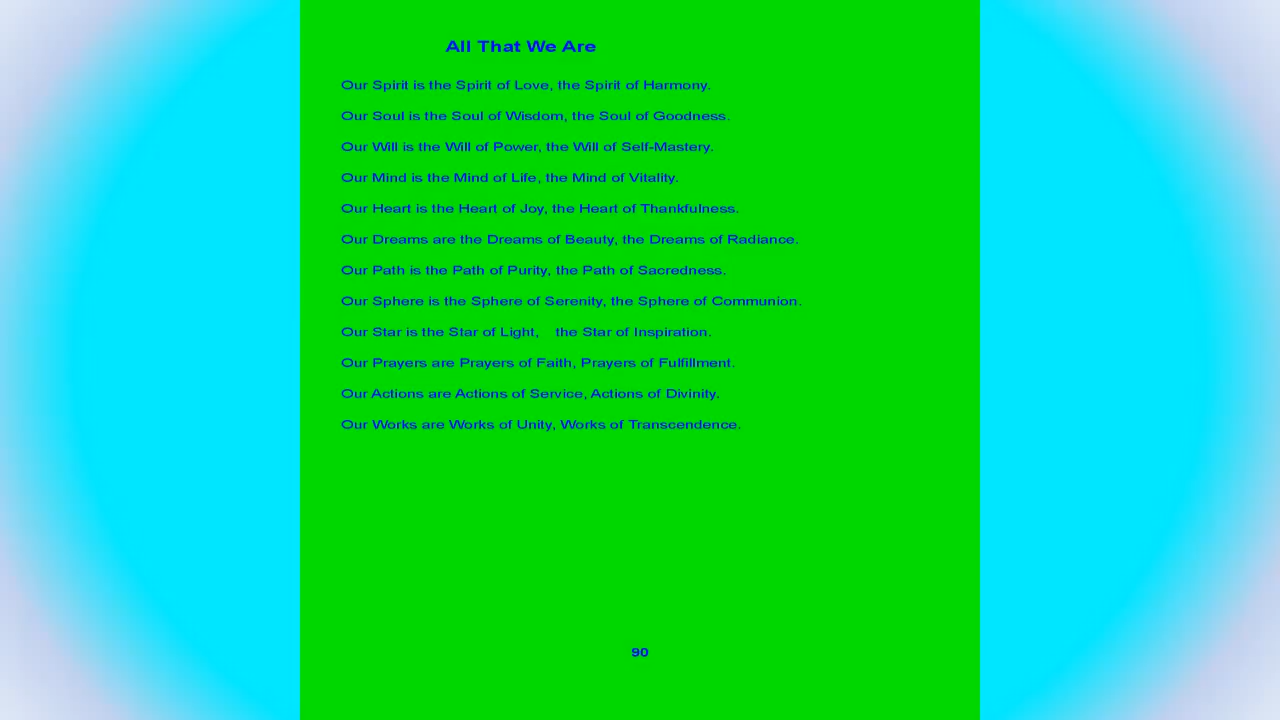 All That We Are
Our Spirit is the Spirit of Love, the Spirit of Harmony.
Our Soul is the Soul of Wisdom, the Soul of Goodness.
Our Will is the Will of Power, the Will of Self-Mastery.
Our Mind is the Mind of Life, the Mind of Vitality.
Our Heart is the Heart of Joy, the Heart of Thankfulness.
Our Dreams are the Dreams of Beauty, the Dreams of Radiance.
Our Path is the Path of Purity, the Path of Sacredness.
Our Sphere is the Sphere of Serenity, the Sphere of Communion.
Our Star is the Star of Light,    the Star of Inspiration.
Our Prayers are Prayers of Faith, Prayers of Fulfillment.
Our Actions are Actions of Service, Actions of Divinity.
Our Works are Works of Unity, Works of Transcendence.
90